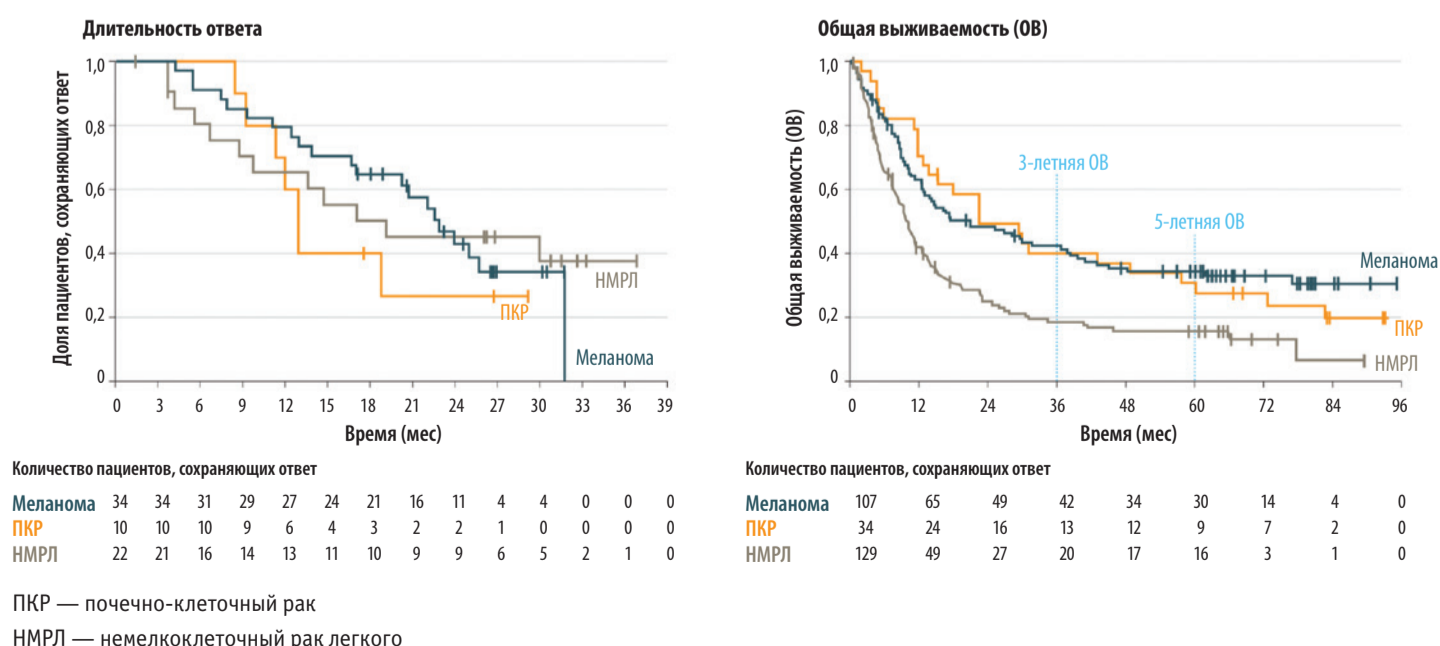 Длительность ответа
Доля пациентов, сохраняющих ответ
1,0
0,8
0,6
0,4
0,2
0
НМРЛ
ПКР
Меланома
0 3 6 9 12 15 18 21 24 27 30 33 36 39
Время (мес)
Количество пациентов, сохраняющих ответ
Меланома 34 34 31 29 27 24 21 16 11 4 4 0 0 0
ПКР 10 10 10 9 6 4 3 2 2 1 0 0 0 0
НМРЛ 22 21 16 14 13 11 10 9 9 6 5 2 1 0
Общая выживаемость (ОВ)
Общая выживаемость (ОВ)
1,0
0,8
0,6
0,4
0,2
0
3-летняя ОВ
5-летняя ОВ
Меланома
ПКР
НМРЛ
0 12 24 36 48 60 72 84 96
Время (мес)
Количество пациентов, сохраняющих ответ
Меланома 107 65 49 42 34 30 14 4 0
ПКР 34 24 16 13 12 9 7 2 0
НМРЛ 129 49 27 20 17 16 3 1 0
ПКР — почечно-клеточный рак
НМРЛ — немелкоклеточный рак легкого